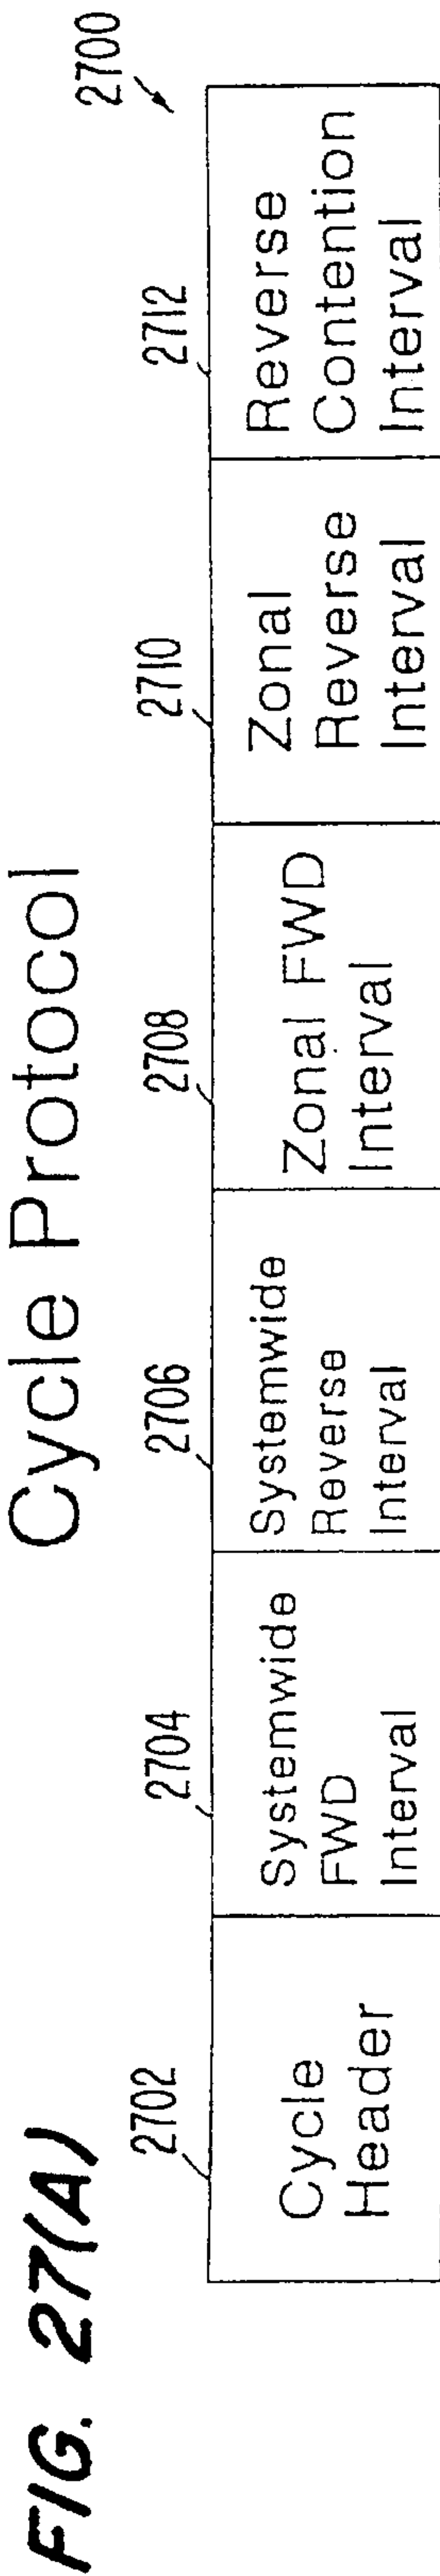 FIG. 27(A)
Cycle Protocol
2700
2702
Cycle
Header
2704
Systemwide
FWD
Interval
2706
Systemwide
Reverse
Interval
2708
Zonal FWD
Interval
2710
Zonal
Reverse
Interval
2712
Reverse
Contention
Interval